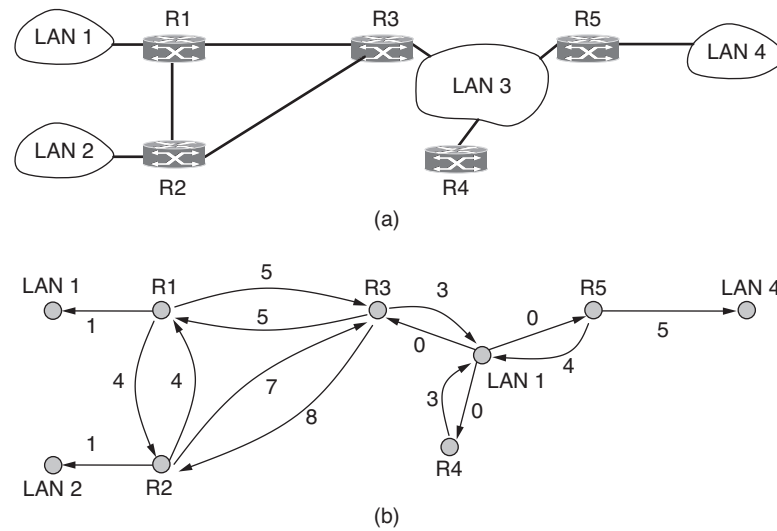 R1 R3 R5
LAN 1 LAN 4
LAN 3
LAN 2
R2 R4
(a)
LAN 1 R1 5 R3 3 R5 LAN 4
0
1 5 0 5
4 4 7 LAN 1 4
8 3 0
1
LAN 2 R2 R4
(b)